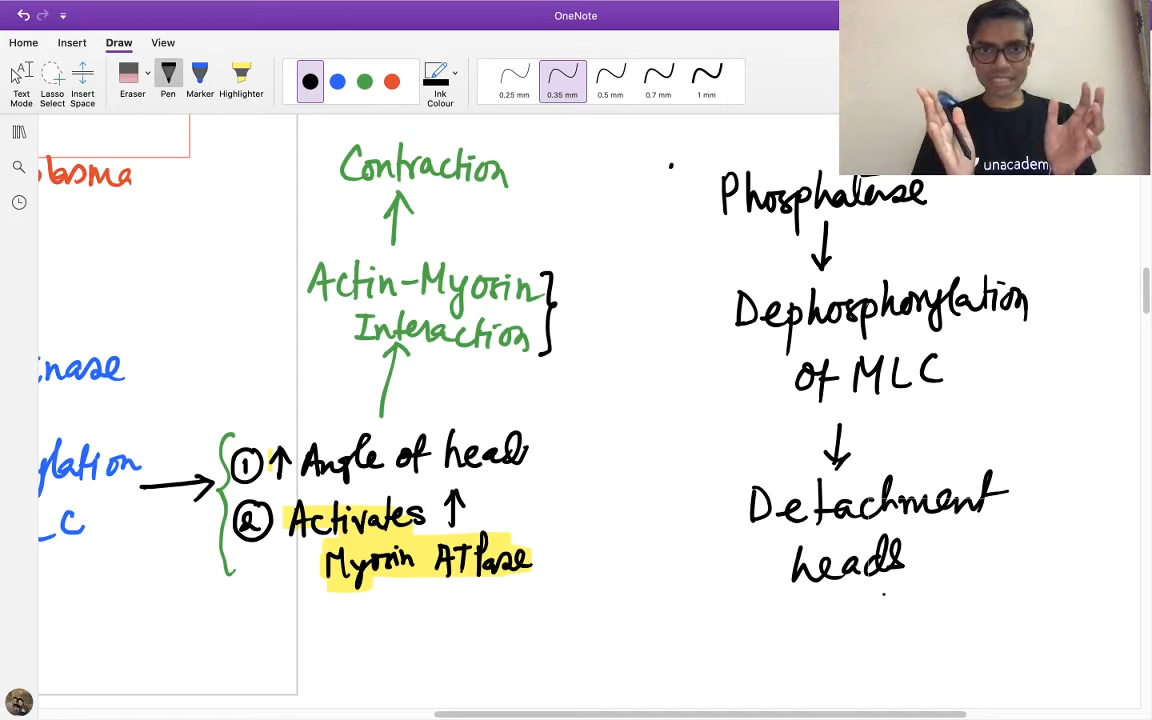 OneNote
Home Insert Draw View
Text Mode
Lasso Select
Insert Space
Eraser
Pen
Marker
Highlighter
Ink Colour
0.25 mm
0.35 mm
0.5 mm
0.7 mm
1 mm
unacadem
Contraction
Actin-Myosin
Interaction
① ↑ Angle of heads
② Activates ↑
Myosin ATPase
Phosphatase
↓
Dephosphorylation
of MLC
↓
Detachment
heads